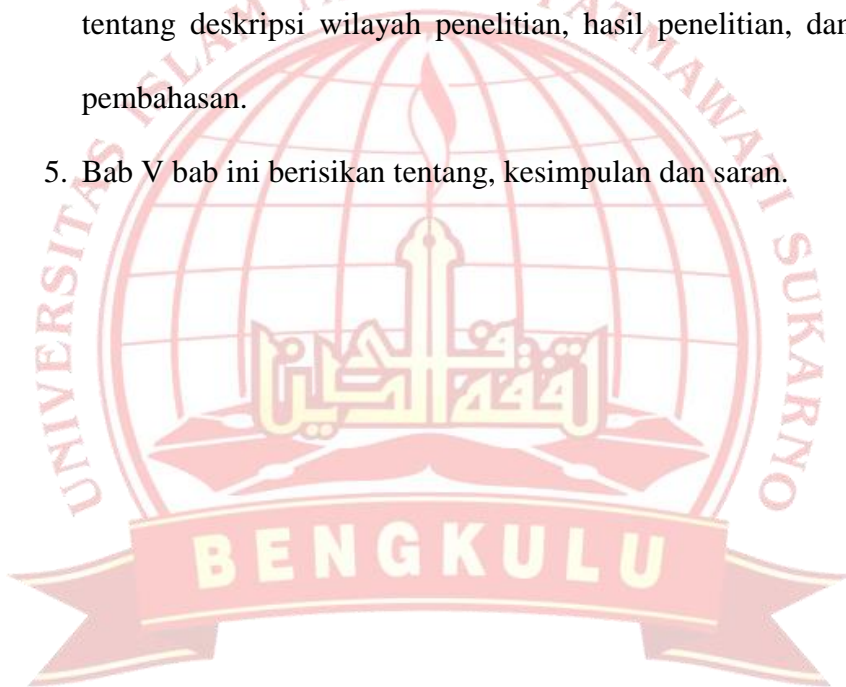 tentang deskripsi wilayah penelitian, hasil penelitian, dan
pembahasan.
5. Bab V bab ini berisikan tentang, kesimpulan dan saran.
UNIVERSITAS ISLAM
FATMAWATI SUKARNO
BENGKULU